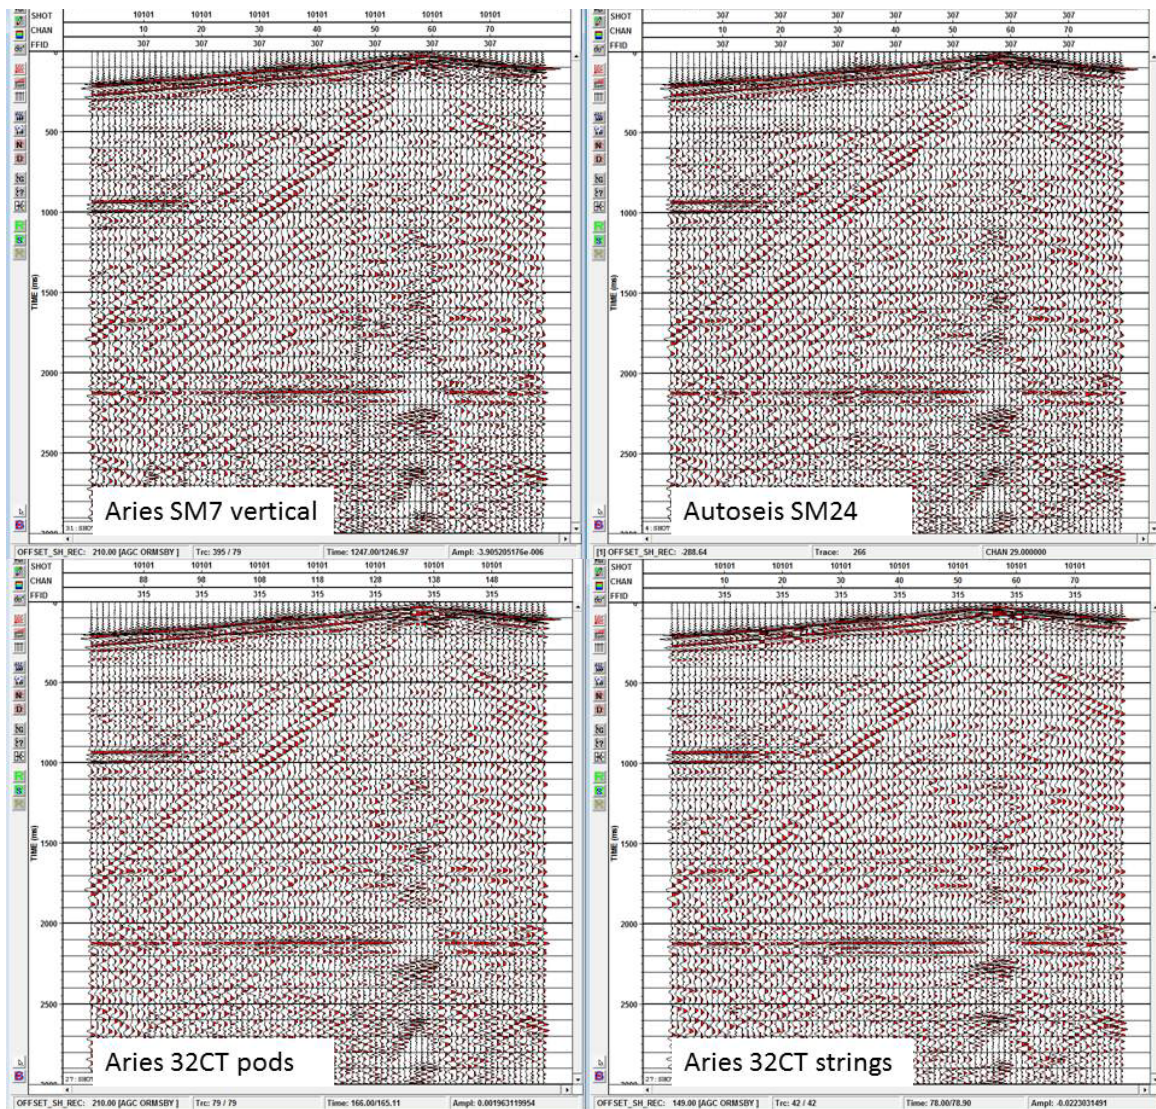 SHOT 10101 10101 10101 10101 10101 10101 10101
CHAN 10 20 30 40 50 60 70
FFID 307 307 307 307 307 307 307
500
1000
1500
2000
2500
TIME (ms)
Aries SM7 vertical
OFFSET_SH_REC: 210.00 [AGC ORMSBY ] Trc: 395 / 79 Time: 1247.00/1246.97 Ampl: -3.905205176e-006
SHOT 307 307 307 307 307 307 307
CHAN 10 20 30 40 50 60 70
FFID 307 307 307 307 307 307 307
500
1000
1500
2000
2500
TIME (ms)
Autoseis SM24
[1] OFFSET_SH_REC: -288.64 Trace: 266 CHAN 29.000000
SHOT 10101 10101 10101 10101 10101 10101 10101
CHAN 88 98 108 118 128 138 148
FFID 315 315 315 315 315 315 315
500
1000
1500
2000
2500
TIME (ms)
Aries 32CT pods
OFFSET_SH_REC: 210.00 [AGC ORMSBY ] Trc: 79 / 79 Time: 166.00/165.11 Ampl: 0.001963119954
SHOT 10101 10101 10101 10101 10101 10101 10101
CHAN 10 20 30 40 50 60 70
FFID 315 315 315 315 315 315 315
500
1000
1500
2000
2500
TIME (ms)
Aries 32CT strings
OFFSET_SH_REC: 149.00 [AGC ORMSBY ] Trc: 42 / 42 Time: 78.00/78.90 Ampl: -0.0223031491